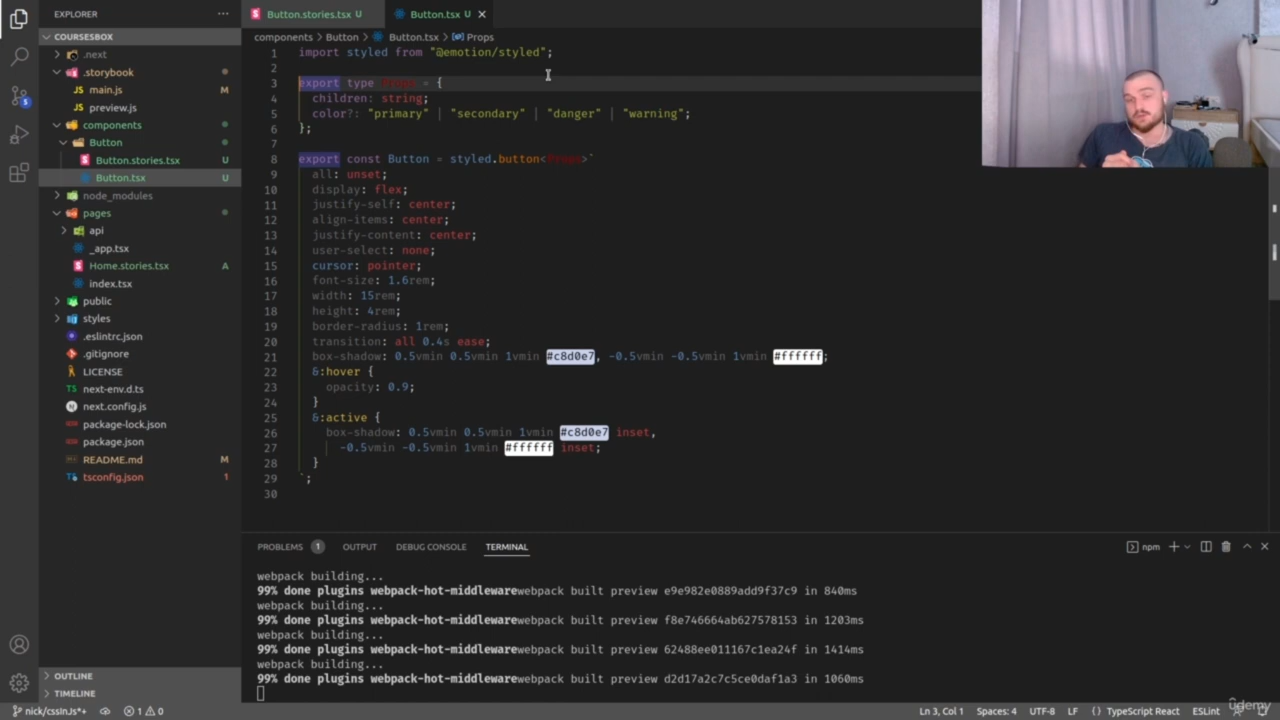 EXPLORER ···
COURSESBOX
.next
.storybook
main.js M
preview.js
components
Button
Button.stories.tsx U
Button.tsx U
node_modules
pages
api
_app.tsx
Home.stories.tsx A
index.tsx
public
styles
.eslintrc.json
.gitignore
LICENSE
TS next-env.d.ts
next.config.js
package-lock.json
package.json
README.md M
tsconfig.json 1
OUTLINE
TIMELINE
Button.stories.tsx U Button.tsx U
components > Button > Button.tsx > Props
1 import styled from "@emotion/styled";
2
3 export type Props = {
4 children: string;
5 color?: "primary" | "secondary" | "danger" | "warning";
6 };
7
8 export const Button = styled.button<Props>`
9 all: unset;
10 display: flex;
11 justify-self: center;
12 align-items: center;
13 justify-content: center;
14 user-select: none;
15 cursor: pointer;
16 font-size: 1.6rem;
17 width: 15rem;
18 height: 4rem;
19 border-radius: 1rem;
20 transition: all 0.4s ease;
21 box-shadow: 0.5vmin 0.5vmin 1vmin #c8d0e7, -0.5vmin -0.5vmin 1vmin #ffffff;
22 &:hover {
23 opacity: 0.9;
24 }
25 &:active {
26 box-shadow: 0.5vmin 0.5vmin 1vmin #c8d0e7 inset,
27 -0.5vmin -0.5vmin 1vmin #ffffff inset;
28 }
29 `;
30
PROBLEMS 1 OUTPUT DEBUG CONSOLE TERMINAL npm
webpack building...
99% done plugins webpack-hot-middlewarewebpack built preview e9e982e0889add9f37c9 in 840ms
webpack building...
99% done plugins webpack-hot-middlewarewebpack built preview f8e746664ab627578153 in 1203ms
webpack building...
99% done plugins webpack-hot-middlewarewebpack built preview 62488ee011167c1ea24f in 1414ms
webpack building...
99% done plugins webpack-hot-middlewarewebpack built preview d2d17a2c7c5ce0daf1a3 in 1060ms
nick/cssInJs*+ 1 0 Ln 3, Col 1 Spaces: 4 UTF-8 LF {} TypeScript React ESLint
udemy